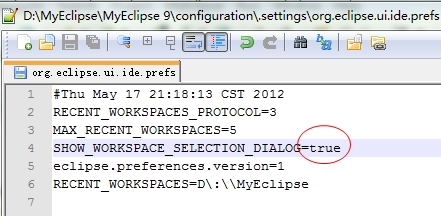 D:\MyEclipse\MyEclipse 9\configuration\.settings\org.eclipse.ui.ide.prefs
org.eclipse.ui.ide.prefs
1 #Thu May 17 21:18:13 CST 2012
2 RECENT_WORKSPACES_PROTOCOL=3
3 MAX_RECENT_WORKSPACES=5
4 SHOW_WORKSPACE_SELECTION_DIALOG=true
5 eclipse.preferences.version=1
6 RECENT_WORKSPACES=D\:\\MyEclipse
7